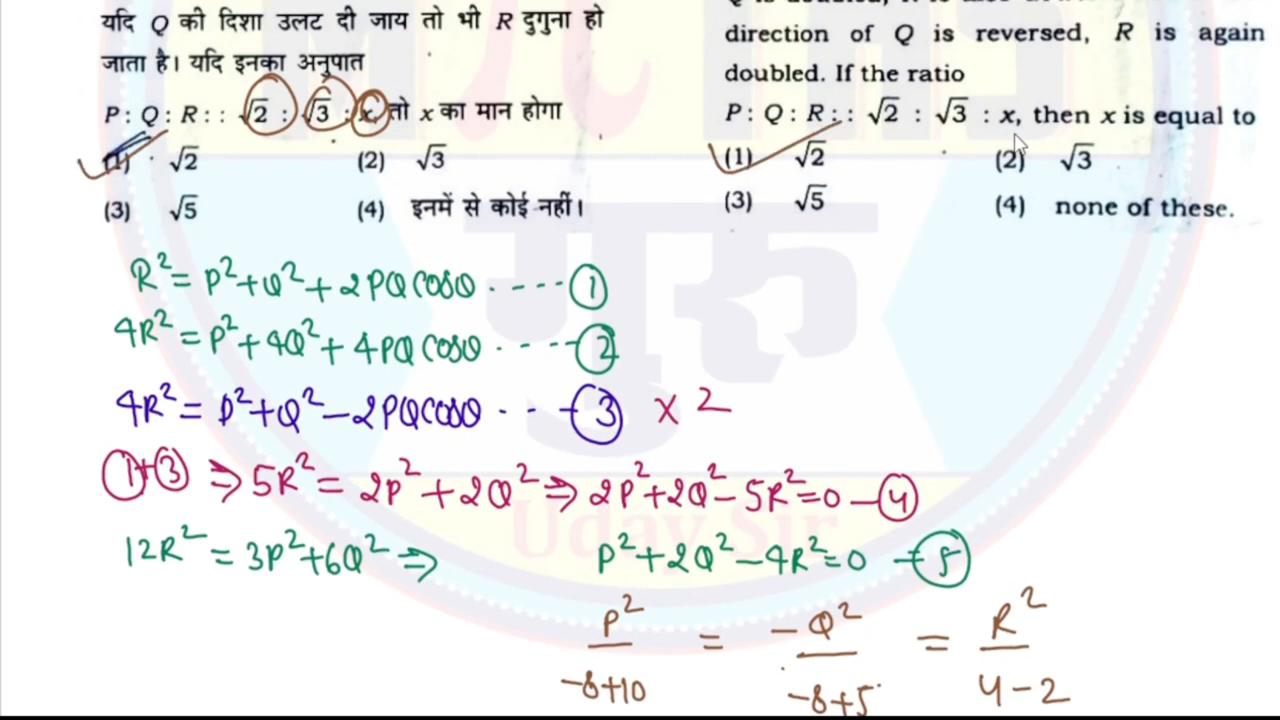 यदि Q की दिशा उलट दी जाय तो भी R दुगुना हो
जाता है। यदि इनका अनुपात
P : Q : R : : √2 : √3 : x, तो x का मान होगा
(1) √2 (2) √3
(3) √5 (4) इनमें से कोई नहीं।
direction of Q is reversed, R is again
doubled. If the ratio
P : Q : R : : √2 : √3 : x, then x is equal to
(1) √2 (2) √3
(3) √5 (4) none of these.
गुरु
Uday Sir
R² = P² + Q² + 2PQ cosθ ---- ①
4R² = P² + 4Q² + 4PQ cosθ ---- ②
4R² = P² + Q² − 2PQ cosθ --- ③ × 2
①+③ ⇒ 5R² = 2P² + 2Q² ⇒ 2P² + 2Q² − 5R² = 0 — ④
12R² = 3P² + 6Q² ⇒ P² + 2Q² − 4R² = 0 — ⑤
P²/-8+10 = -Q²/-8+5 = R²/4-2